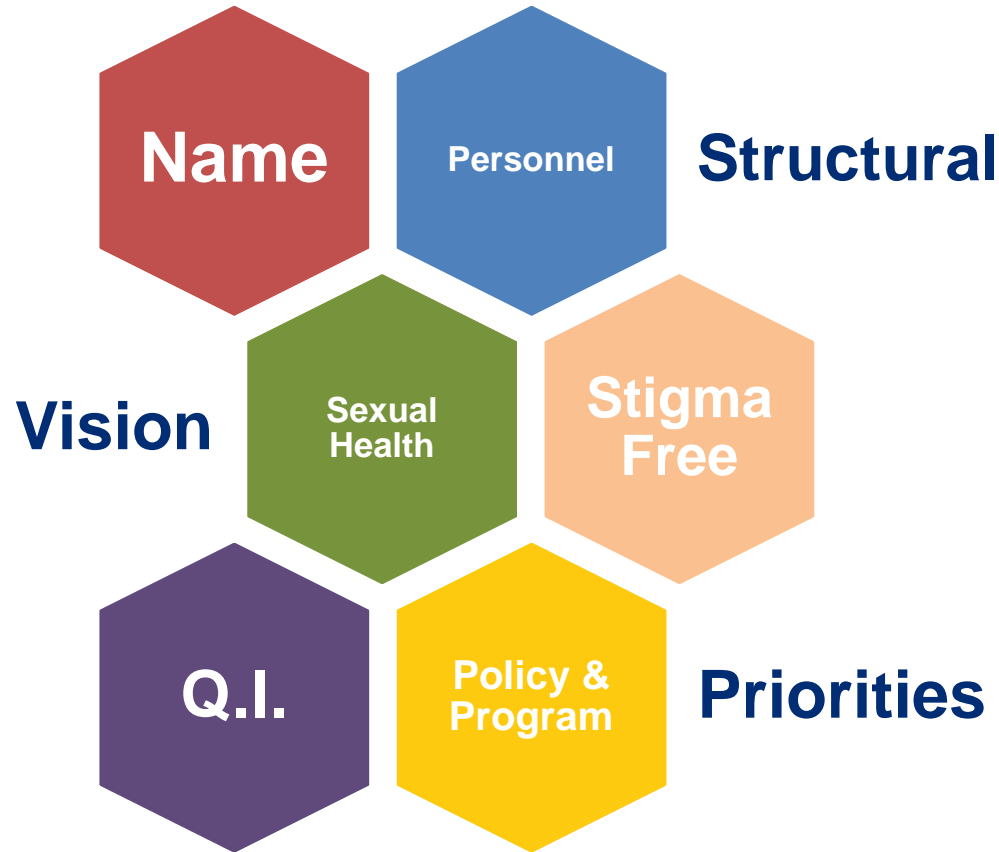 Name
Personnel
Structural
Vision
Sexual
Health
Stigma
Free
Q.I.
Policy &
Program
Priorities